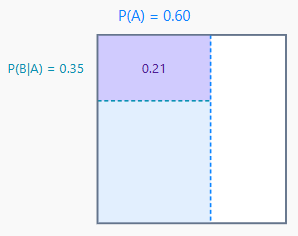 P(A) = 0.60
P(B|A) = 0.35
0.21